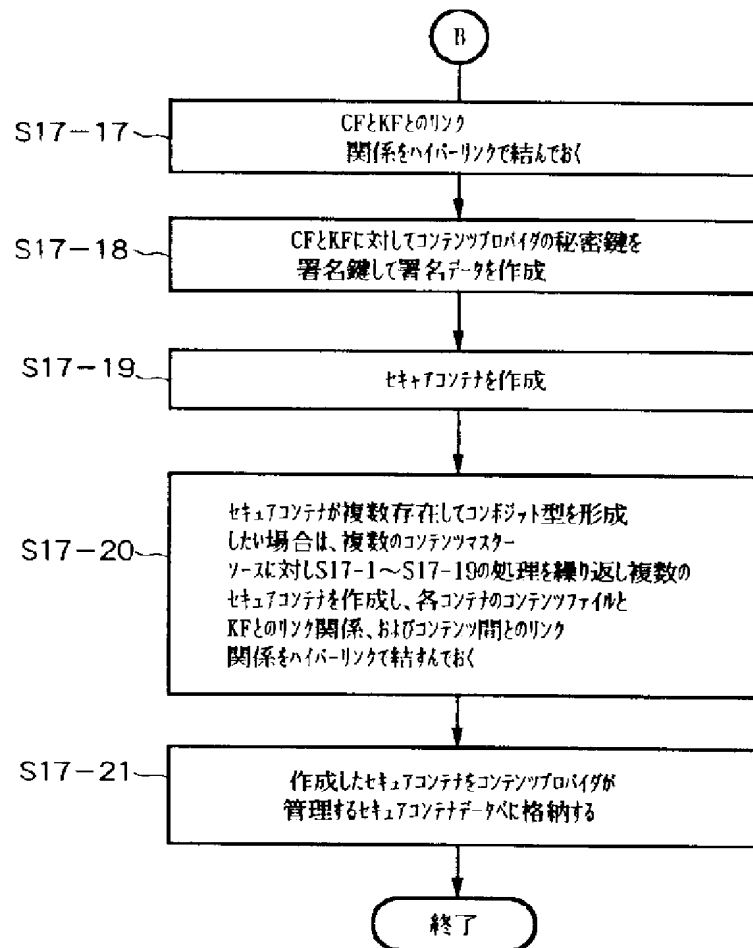 B
S17-17
CFとKFとのリンク
関係をハイパーリンクで結んでおく
S17-18
CFとKFに対してコンテンツプロバイダの秘密鍵を
署名鍵して署名データを作成
S17-19
セキャアコンテナを作成
S17-20
セキュアコンテナが複数存在してコンポジット型を形成
したい場合は、複数のコンテンツマスター
ソースに対しS17-1〜S17-19の処理を繰り返し複数の
セキュアコンテナを作成し、各コンテナのコンテンツファイルと
KFとのリンク関係、およびコンテンツ間とのリンク
関係をハイパーリンクで結すんでおく
S17-21
作成したセキュアコンテナをコンテンツプロバイダが
管理するセキュアコンテナデータベに格納する
終了